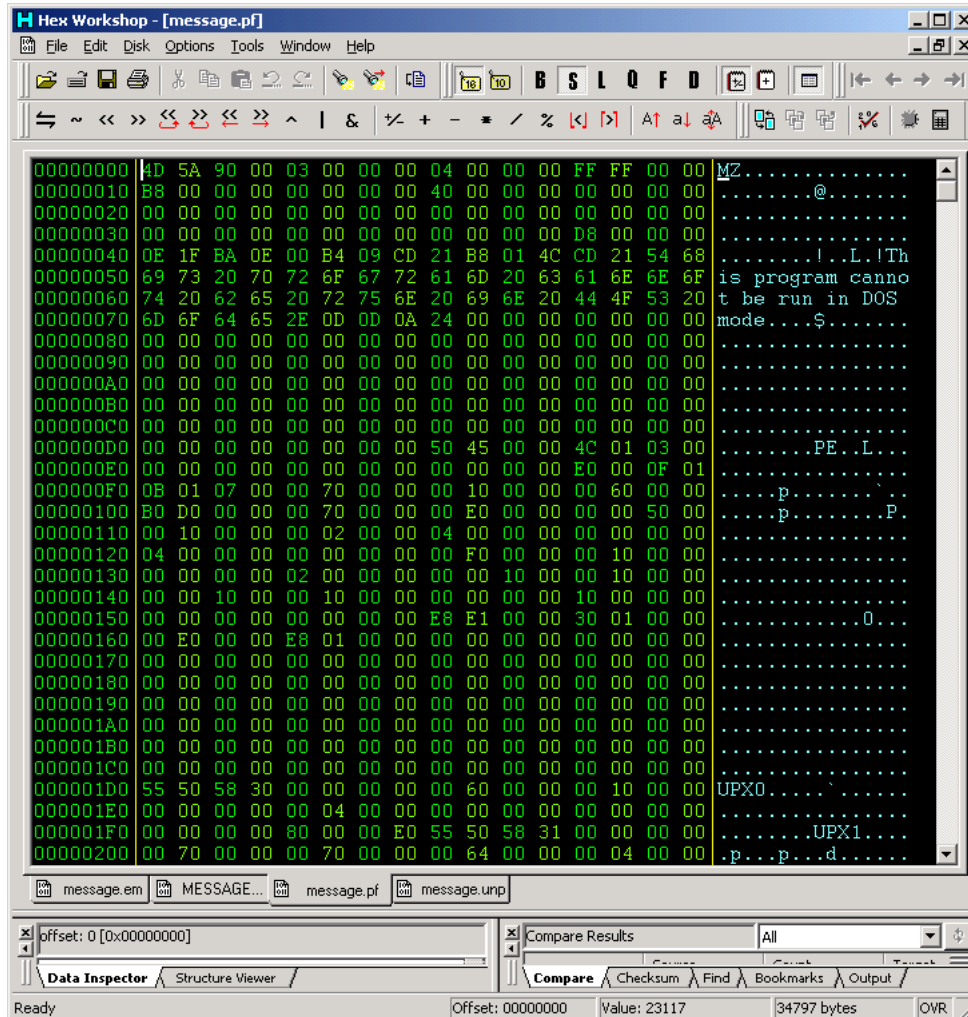 Hex Workshop - [message.pf]
File Edit Disk Options Tools Window Help
16 10 B S L Q F D
~ << >> ^ | & +/- + - * / % [<] [>] A↑ a↓ aA
00000000 4D 5A 90 00 03 00 00 00 04 00 00 00 FF FF 00 00 MZ..............
00000010 B8 00 00 00 00 00 00 00 40 00 00 00 00 00 00 00 ........@.......
00000020 00 00 00 00 00 00 00 00 00 00 00 00 00 00 00 00 ................
00000030 00 00 00 00 00 00 00 00 00 00 00 00 D8 00 00 00 ................
00000040 0E 1F BA 0E 00 B4 09 CD 21 B8 01 4C CD 21 54 68 ........!..L.!Th
00000050 69 73 20 70 72 6F 67 72 61 6D 20 63 61 6E 6E 6F is program canno
00000060 74 20 62 65 20 72 75 6E 20 69 6E 20 44 4F 53 20 t be run in DOS
00000070 6D 6F 64 65 2E 0D 0D 0A 24 00 00 00 00 00 00 00 mode....$.......
00000080 00 00 00 00 00 00 00 00 00 00 00 00 00 00 00 00 ................
00000090 00 00 00 00 00 00 00 00 00 00 00 00 00 00 00 00 ................
000000A0 00 00 00 00 00 00 00 00 00 00 00 00 00 00 00 00 ................
000000B0 00 00 00 00 00 00 00 00 00 00 00 00 00 00 00 00 ................
000000C0 00 00 00 00 00 00 00 00 00 00 00 00 00 00 00 00 ................
000000D0 00 00 00 00 00 00 00 00 50 45 00 00 4C 01 03 00 ........PE..L...
000000E0 00 00 00 00 00 00 00 00 00 00 00 00 E0 00 0F 01 ................
000000F0 0B 01 07 00 00 70 00 00 00 10 00 00 00 60 00 00 .....p.......`..
00000100 B0 D0 00 00 00 70 00 00 00 E0 00 00 00 00 50 00 .....p........P.
00000110 00 10 00 00 00 02 00 00 04 00 00 00 00 00 00 00 ................
00000120 04 00 00 00 00 00 00 00 00 F0 00 00 00 10 00 00 ................
00000130 00 00 00 00 02 00 00 00 00 00 10 00 00 10 00 00 ................
00000140 00 00 10 00 00 10 00 00 00 00 00 00 10 00 00 00 ................
00000150 00 00 00 00 00 00 00 00 E8 E1 00 00 30 01 00 00 ............0...
00000160 00 E0 00 00 E8 01 00 00 00 00 00 00 00 00 00 00 ................
00000170 00 00 00 00 00 00 00 00 00 00 00 00 00 00 00 00 ................
00000180 00 00 00 00 00 00 00 00 00 00 00 00 00 00 00 00 ................
00000190 00 00 00 00 00 00 00 00 00 00 00 00 00 00 00 00 ................
000001A0 00 00 00 00 00 00 00 00 00 00 00 00 00 00 00 00 ................
000001B0 00 00 00 00 00 00 00 00 00 00 00 00 00 00 00 00 ................
000001C0 00 00 00 00 00 00 00 00 00 00 00 00 00 00 00 00 ................
000001D0 55 50 58 30 00 00 00 00 00 60 00 00 00 10 00 00 UPX0.....`......
000001E0 00 00 00 00 00 04 00 00 00 00 00 00 00 00 00 00 ................
000001F0 00 00 00 00 80 00 00 E0 55 50 58 31 00 00 00 00 ........UPX1....
00000200 00 70 00 00 00 70 00 00 00 64 00 00 00 04 00 00 .p...p...d......
message.em MESSAGE... message.pf message.unp
offset: 0 [0x00000000] Compare Results All
Data Inspector Structure Viewer Compare Checksum Find Bookmarks Output
Ready Offset: 00000000 Value: 23117 34797 bytes OVR